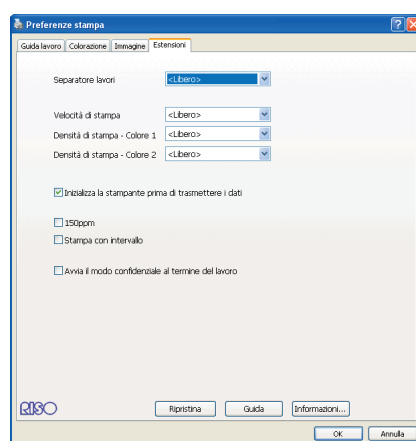 Preferenze stampa
Guida lavoro Colorazione Immagine Estensioni
Separatore lavori <Libero>
Velocità di stampa <Libero>
Densità di stampa - Colore 1 <Libero>
Densità di stampa - Colore 2 <Libero>
Inizializza la stampante prima di trasmettere i dati
150ppm
Stampa con intervallo
Avvia il modo confidenziale al termine del lavoro
RISO Ripristina Guida Informazioni...
OK Annulla